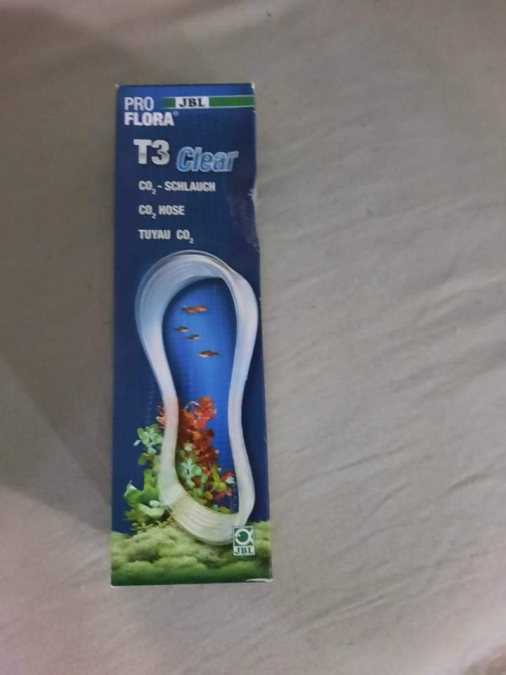 PRO JBL
FLORA®
T3 Clear
CO₂ - SCHLAUCH
CO₂ HOSE
TUYAU CO₂
JBL